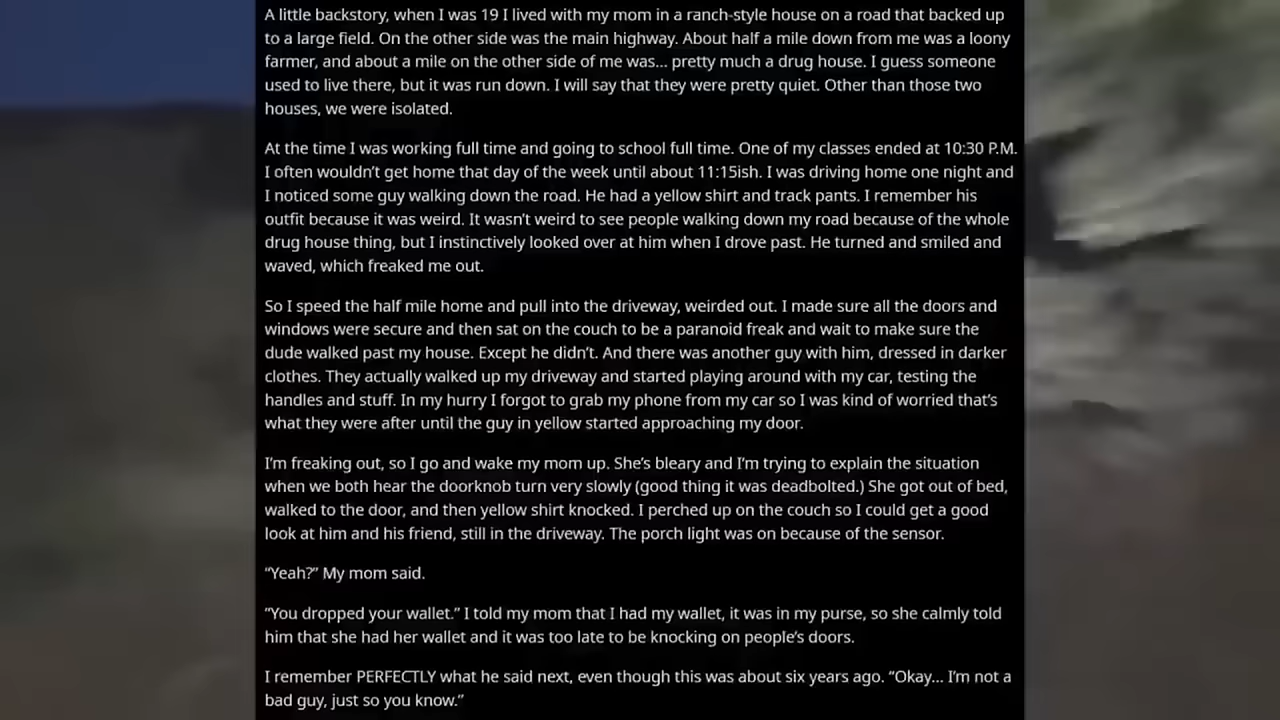 A little backstory, when I was 19 I lived with my mom in a ranch-style house on a road that backed up
to a large field. On the other side was the main highway. About half a mile down from me was a loony
farmer, and about a mile on the other side of me was... pretty much a drug house. I guess someone
used to live there, but it was run down. I will say that they were pretty quiet. Other than those two
houses, we were isolated.
At the time I was working full time and going to school full time. One of my classes ended at 10:30 P.M.
I often wouldn’t get home that day of the week until about 11:15ish. I was driving home one night and
I noticed some guy walking down the road. He had a yellow shirt and track pants. I remember his
outfit because it was weird. It wasn’t weird to see people walking down my road because of the whole
drug house thing, but I instinctively looked over at him when I drove past. He turned and smiled and
waved, which freaked me out.
So I speed the half mile home and pull into the driveway, weirded out. I made sure all the doors and
windows were secure and then sat on the couch to be a paranoid freak and wait to make sure the
dude walked past my house. Except he didn’t. And there was another guy with him, dressed in darker
clothes. They actually walked up my driveway and started playing around with my car, testing the
handles and stuff. In my hurry I forgot to grab my phone from my car so I was kind of worried that’s
what they were after until the guy in yellow started approaching my door.
I’m freaking out, so I go and wake my mom up. She’s bleary and I’m trying to explain the situation
when we both hear the doorknob turn very slowly (good thing it was deadbolted.) She got out of bed,
walked to the door, and then yellow shirt knocked. I perched up on the couch so I could get a good
look at him and his friend, still in the driveway. The porch light was on because of the sensor.
“Yeah?” My mom said.
“You dropped your wallet.” I told my mom that I had my wallet, it was in my purse, so she calmly told
him that she had her wallet and it was too late to be knocking on people’s doors.
I remember PERFECTLY what he said next, even though this was about six years ago. “Okay... I’m not a
bad guy, just so you know.”